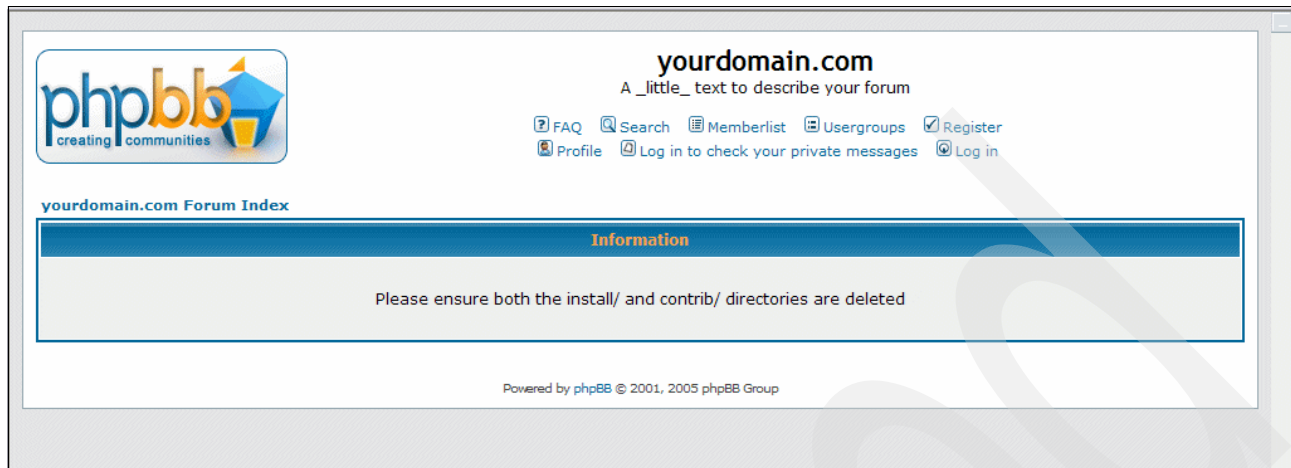 phpbb
creating communities
yourdomain.com
A _little_ text to describe your forum
FAQ Search Memberlist Usergroups Register
Profile Log in to check your private messages Log in
yourdomain.com Forum Index
Information
Please ensure both the install/ and contrib/ directories are deleted
Powered by phpBB © 2001, 2005 phpBB Group